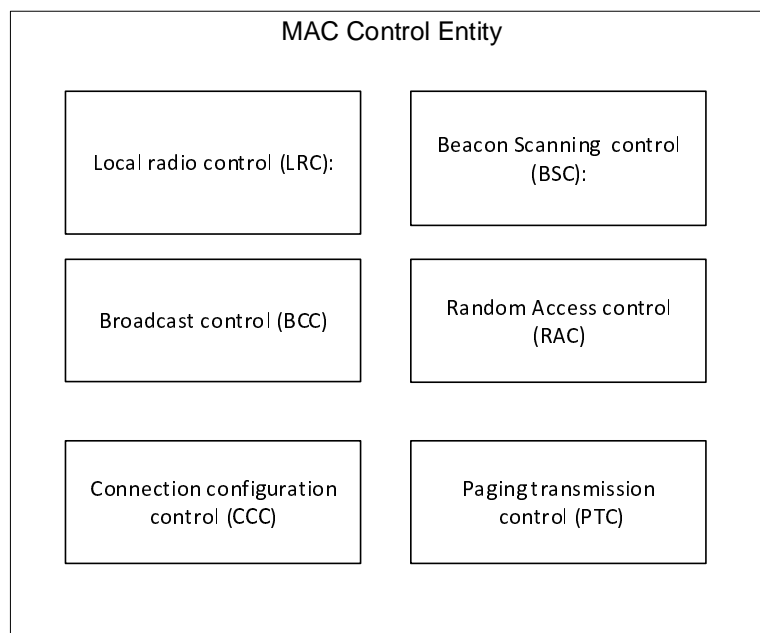 MAC Control Entity
Local radio control (LRC):
Beacon Scanning control
(BSC):
Broadcast control (BCC)
Random Access control
(RAC)
Connection configuration
control (CCC)
Paging transmission
control (PTC)